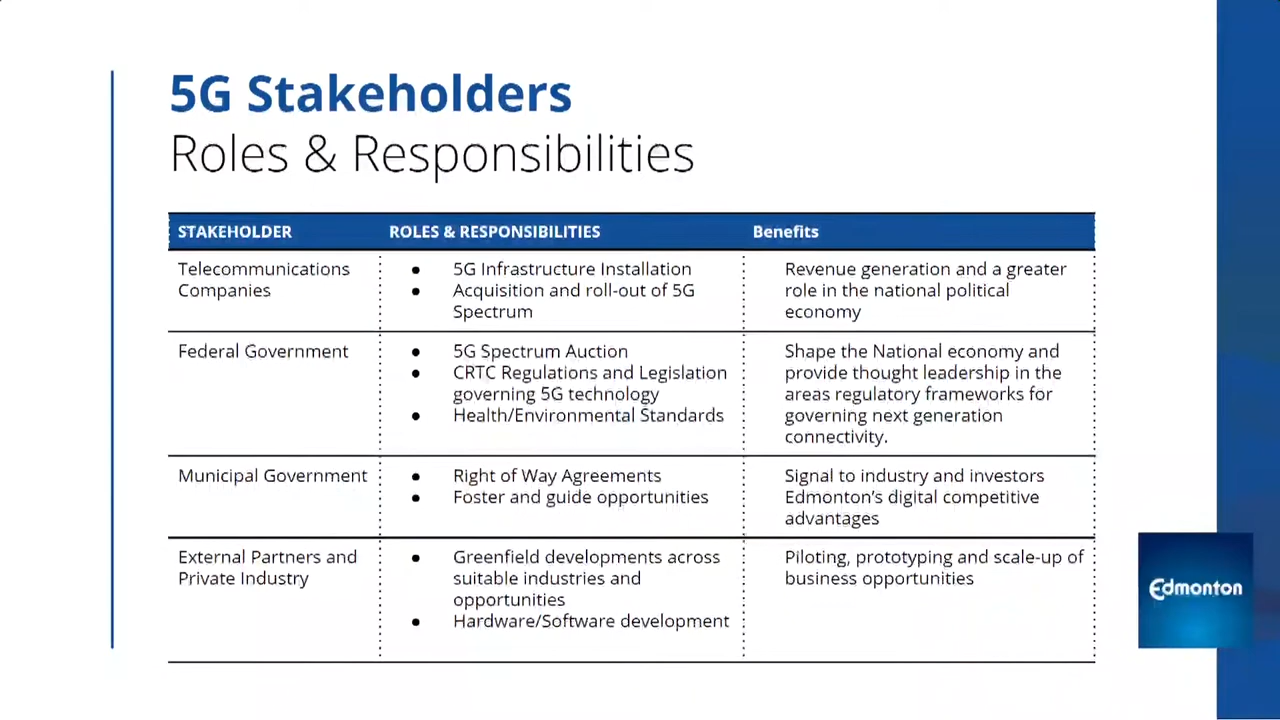 5G Stakeholders
Roles & Responsibilities
STAKEHOLDER
ROLES & RESPONSIBILITIES
Benefits
Telecommunications
Companies
● 5G Infrastructure Installation
● Acquisition and roll-out of 5G
Spectrum
Revenue generation and a greater
role in the national political
economy
Federal Government
● 5G Spectrum Auction
● CRTC Regulations and Legislation
governing 5G technology
● Health/Environmental Standards
Shape the National economy and
provide thought leadership in the
areas regulatory frameworks for
governing next generation
connectivity.
Municipal Government
● Right of Way Agreements
● Foster and guide opportunities
Signal to industry and investors
Edmonton’s digital competitive
advantages
External Partners and
Private Industry
● Greenfield developments across
suitable industries and
opportunities
● Hardware/Software development
Piloting, prototyping and scale-up of
business opportunities
Edmonton